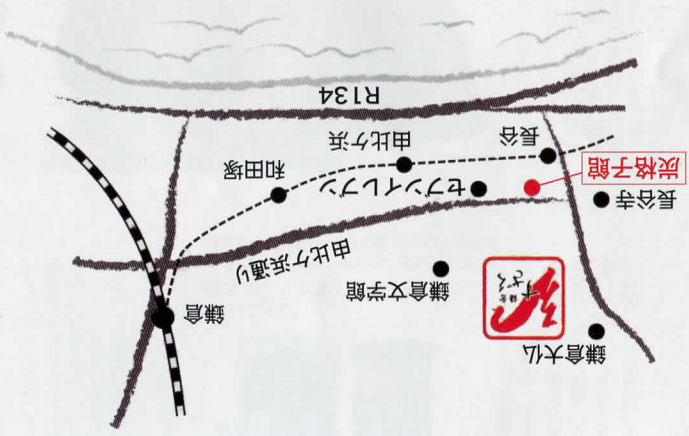 鎌倉大仏
鎌倉
鎌倉文学館
由比ヶ浜通り
長谷寺
炭格子館
セブンイレブン
和田塚
長谷
由比ヶ浜
R134